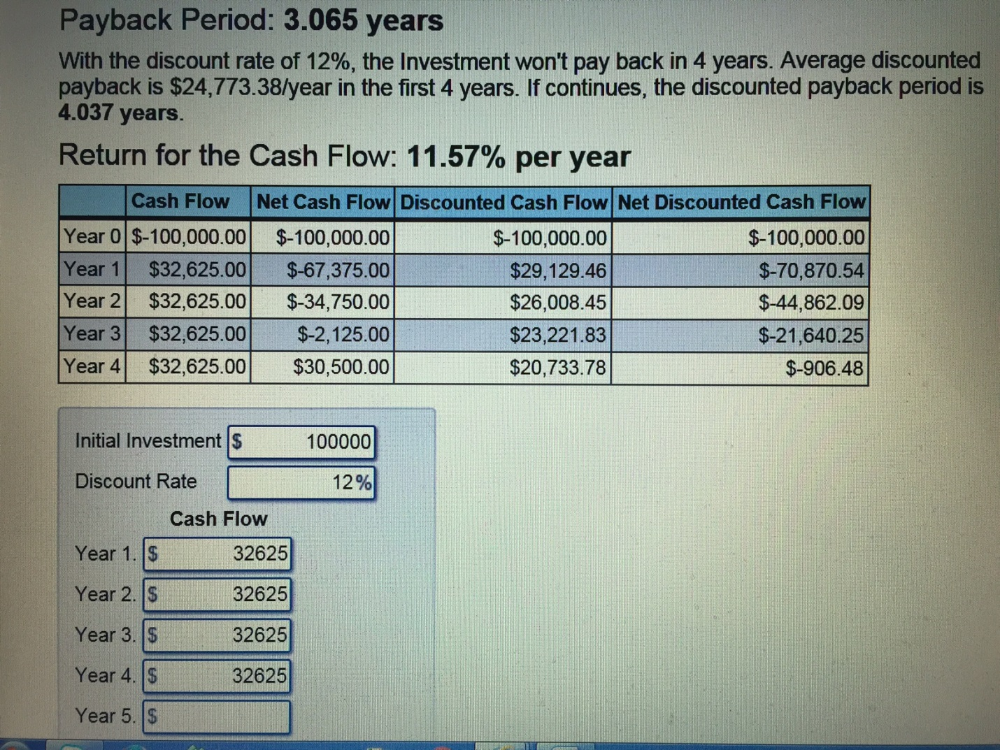 Payback Period: 3.065 years
With the discount rate of 12%, the Investment won't pay back in 4 years. Average discounted
payback is $24,773.38/year in the first 4 years. If continues, the discounted payback period is
4.037 years.
Return for the Cash Flow: 11.57% per year
Cash Flow Net Cash Flow Discounted Cash Flow Net Discounted Cash Flow
Year 0 $-100,000.00 $-100,000.00 $-100,000.00 $-100,000.00
Year 1 $32,625.00 $-67,375.00 $29,129.46 $-70,870.54
Year 2 $32,625.00 $-34,750.00 $26,008.45 $-44,862.09
Year 3 $32,625.00 $-2,125.00 $23,221.83 $-21,640.25
Year 4 $32,625.00 $30,500.00 $20,733.78 $-906.48
Initial Investment $ 100000
Discount Rate 12%
Cash Flow
Year 1. $ 32625
Year 2. $ 32625
Year 3. $ 32625
Year 4. $ 32625
Year 5. $